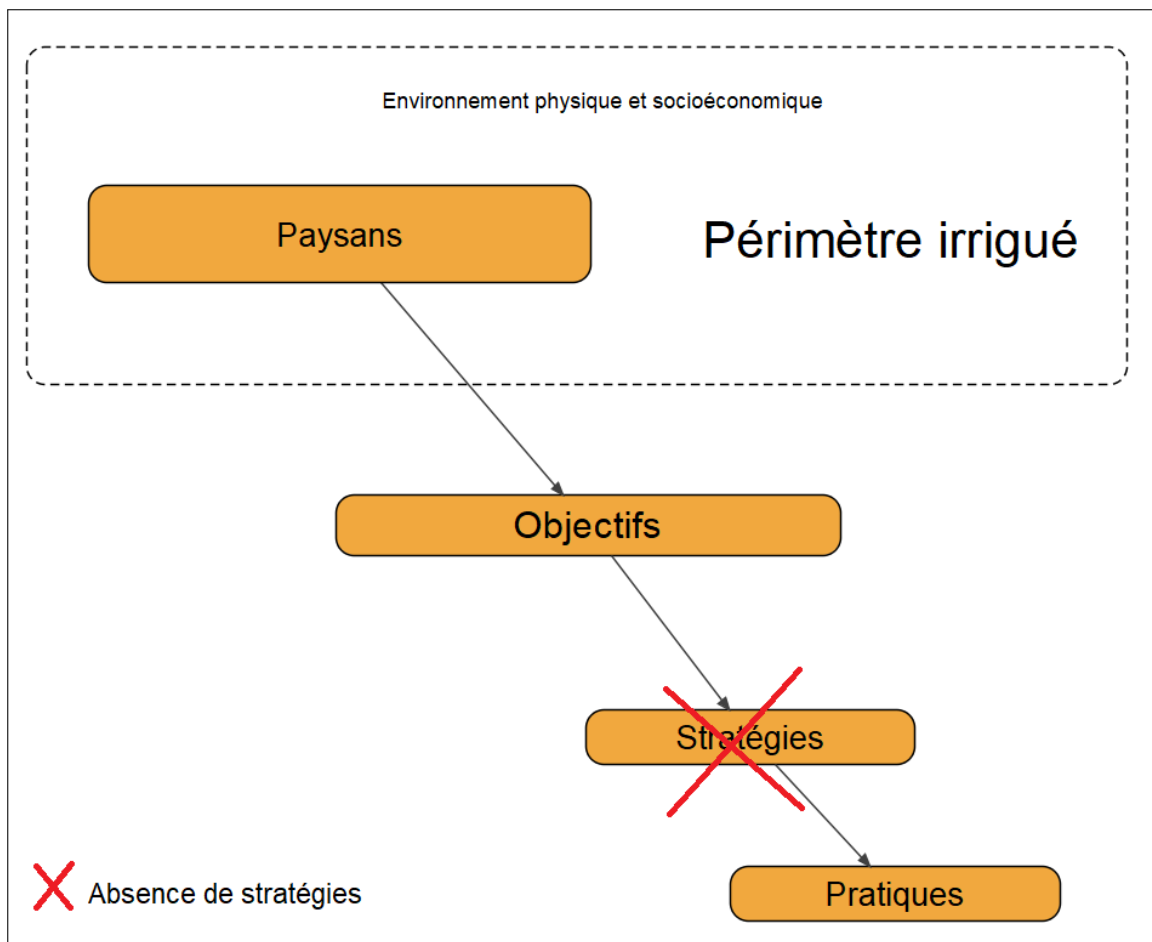 Environnement physique et socioéconomique
Paysans
Périmètre irrigué
Objectifs
Stratégies
Pratiques
Absence de stratégies